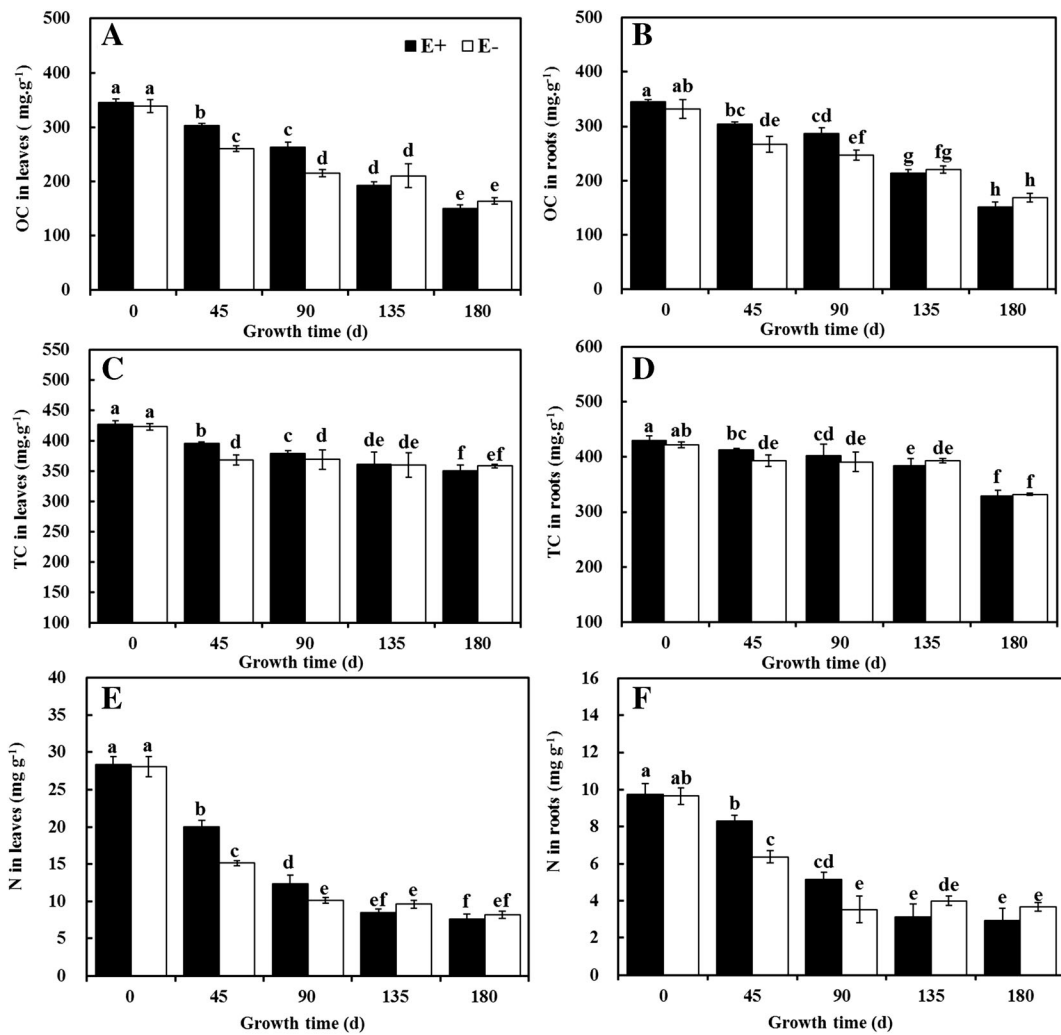 A
E+ E-
OC in leaves ( mg.g-1)
500
400
300
200
100
0
a a b c c d d d e e
0 45 90 135 180
Growth time (d)
B
OC in roots (mg.g-1)
500
400
300
200
100
0
a ab bc de cd ef g fg h h
0 45 90 135 180
Growth time (d)
C
TC in leaves (mg.g-1)
550
500
450
400
350
300
250
200
150
100
a a b d c d de de f ef
0 45 90 135 180
Growth time (d)
D
TC in roots (mg.g-1)
600
500
400
300
200
100
a ab bc de cd de e de f f
0 45 90 135 180
Growth time (d)
E
N in leaves (mg g-1)
40
35
30
25
20
15
10
5
0
a a b c d e ef e f ef
0 45 90 135 180
Growth time (d)
F
N in roots (mg g-1)
16
14
12
10
8
6
4
2
0
a ab b c cd e e de e e
0 45 90 135 180
Growth time (d)